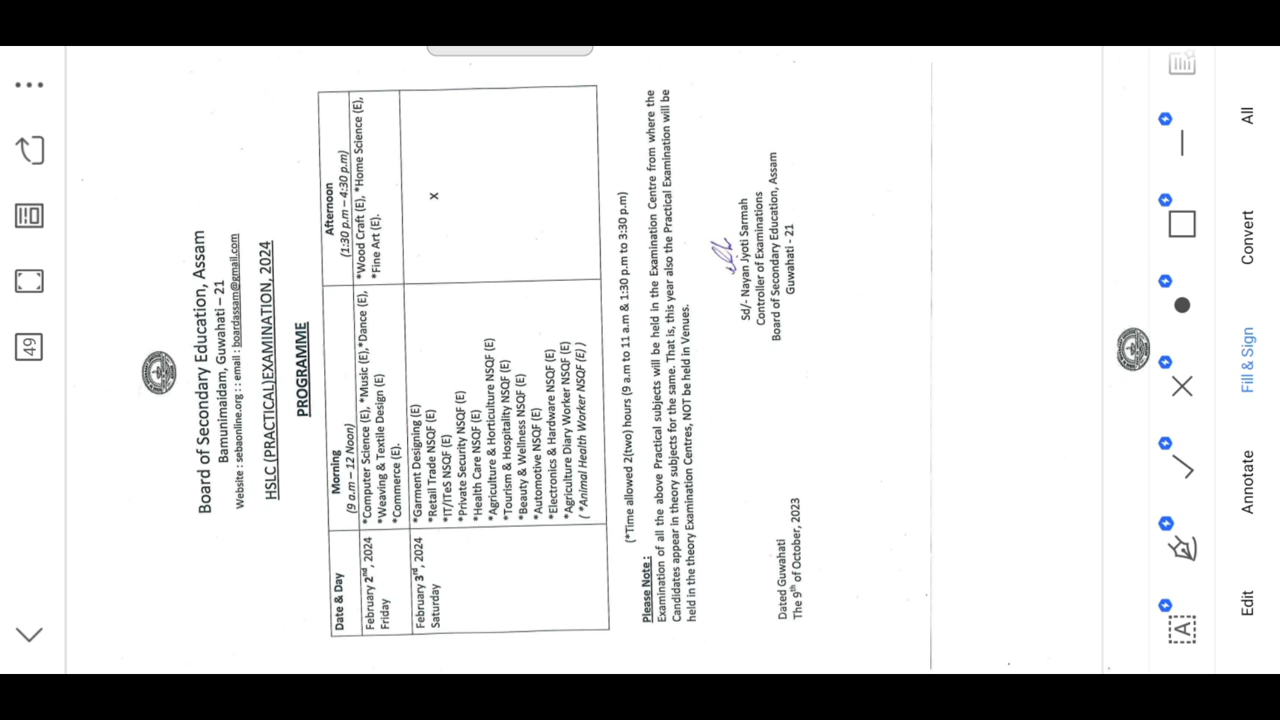 Board of Secondary Education, Assam
Bamunimaidam, Guwahati – 21
Website : sebaonline.org : : email : boardassam@gmail.com
HSLC (PRACTICAL)EXAMINATION, 2024
PROGRAMME
Date & Day
Morning
(9 a.m – 12 Noon)
Afternoon
(1:30 p.m – 4:30 p.m)
February 2nd, 2024
Friday
*Computer Science (E), *Music (E),*Dance (E),
*Weaving & Textile Design (E)
*Commerce (E).
*Wood Craft (E), *Home Science (E),
*Fine Art (E).
February 3rd, 2024
Saturday
*Garment Designing (E)
*Retail Trade NSQF (E)
*IT/ITeS NSQF (E)
*Private Security NSQF (E)
*Health Care NSQF (E)
*Agriculture & Horticulture NSQF (E)
*Tourism & Hospitality NSQF (E)
*Beauty & Wellness NSQF (E)
*Automotive NSQF (E)
*Electronics & Hardware NSQF (E)
*Agriculture Diary Worker NSQF (E)
( *Animal Health Worker NSQF (E) )
X
(*Time allowed 2(two) hours (9 a.m to 11 a.m & 1:30 p.m to 3:30 p.m)
Please Note :
Examination of all the above Practical subjects will be held in the Examination Centre from where the
Candidates appear in theory subjects for the same. That is, this year also the Practical Examination will be
held in the theory Examination Centres, NOT be held in Venues.
Sd/- Nayan Jyoti Sarmah
Controller of Examinations
Board of Secondary Education, Assam
Guwahati - 21
Dated Guwahati
The 9th of October, 2023
49
Edit
Annotate
Fill & Sign
Convert
All
A